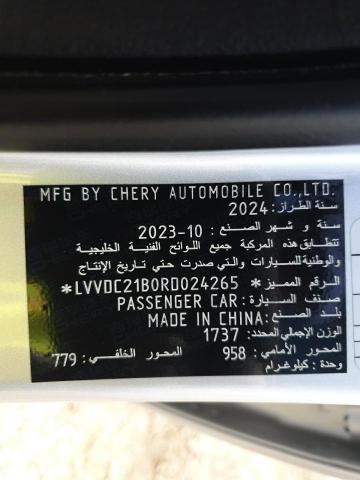 MFG BY CHERY AUTOMOBILE CO.,LTD.
سنة الطراز: 2024
سنة و شهر الصنع : 2023-10
تتطابق هذه المركبة جميع اللوائح الفنية الخليجية
والوطنية للسيارات والتي صدرت حتي تاريخ الإنتاج
الرقم المميز: *LVVDC21B0RD024265*
صنف السيارة: PASSENGER CAR
بلد الصنع: MADE IN CHINA
الوزن الإجمالي المحدد: 1737
المحور الأمامي: 958 المحور الخلفي: 779
وحدة : كيلوغرام